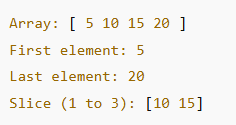 Array: [ 5 10 15 20 ]
First element: 5
Last element: 20
Slice (1 to 3): [10 15]